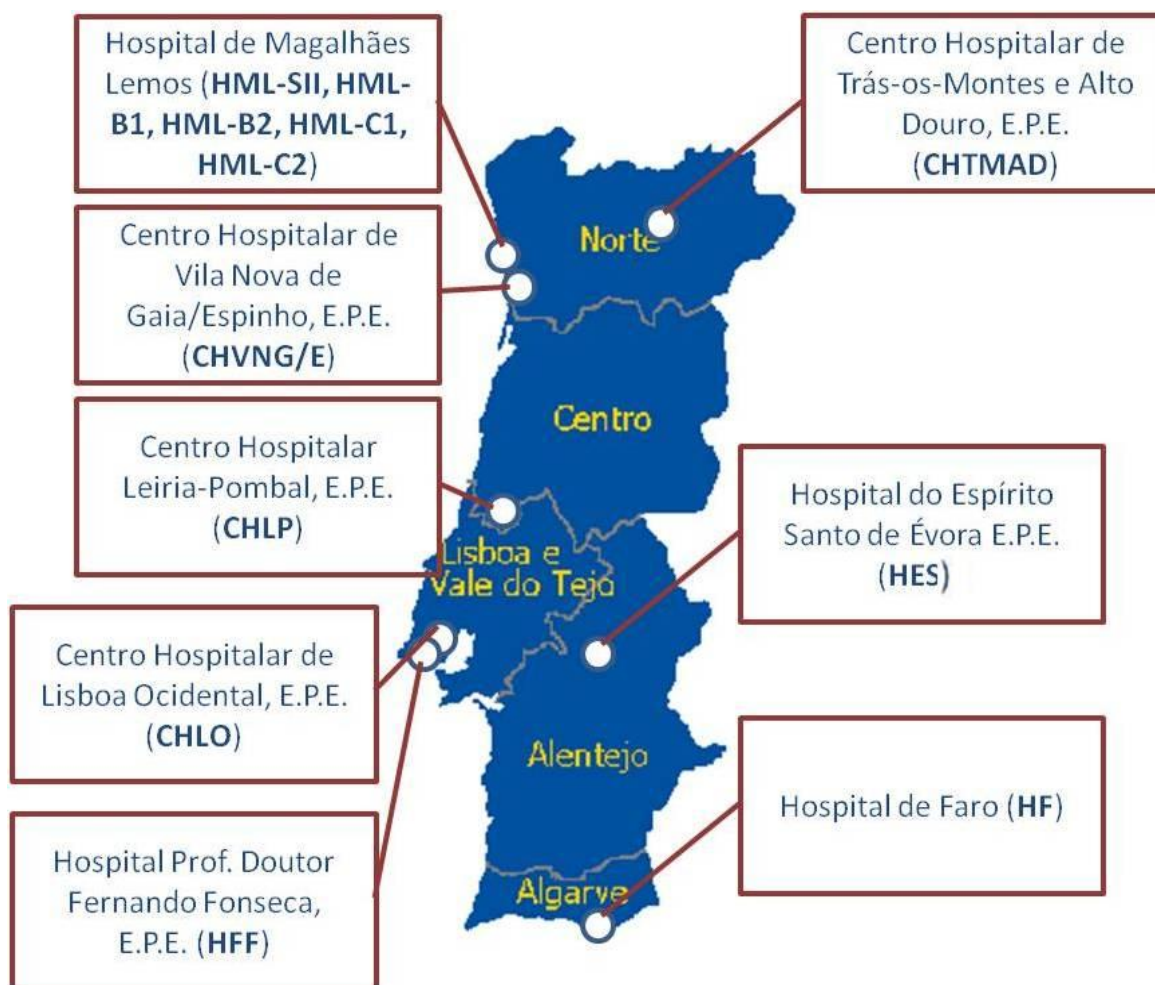 Hospital de Magalhães
Lemos (HML-SII, HML-
B1, HML-B2, HML-C1,
HML-C2)
Centro Hospitalar de
Trás-os-Montes e Alto
Douro, E.P.E.
(CHTMAD)
Centro Hospitalar de
Vila Nova de
Gaia/Espinho, E.P.E.
(CHVNG/E)
Norte
Centro
Centro Hospitalar
Leiria-Pombal, E.P.E.
(CHLP)
Hospital do Espírito
Santo de Évora E.P.E.
(HES)
Lisboa e
Vale do Tejo
Centro Hospitalar de
Lisboa Ocidental, E.P.E.
(CHLO)
Alentejo
Hospital de Faro (HF)
Hospital Prof. Doutor
Fernando Fonseca,
E.P.E. (HFF)
Algarve